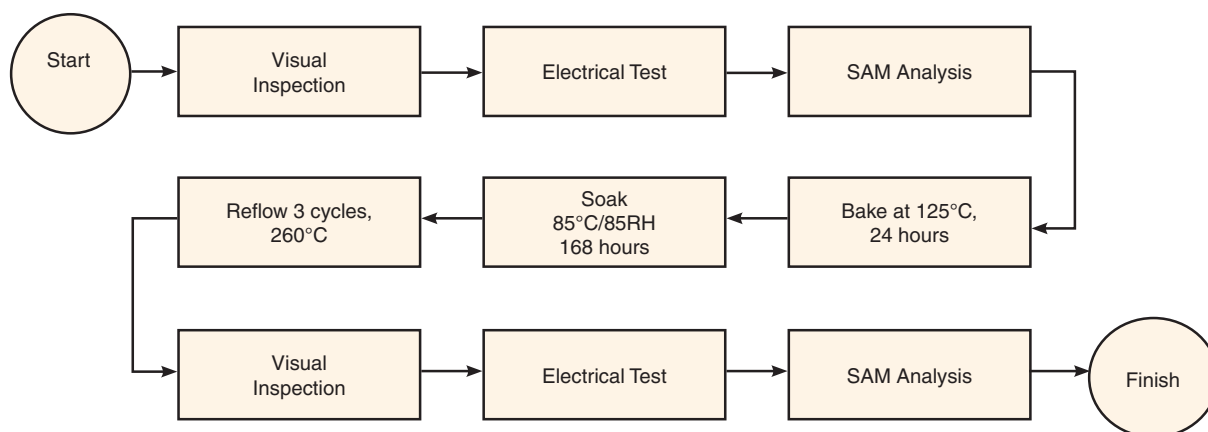 Start
Visual
Inspection
Electrical Test
SAM Analysis
Bake at 125°C,
24 hours
Soak
85°C/85RH
168 hours
Reflow 3 cycles,
260°C
Visual
Inspection
Electrical Test
SAM Analysis
Finish